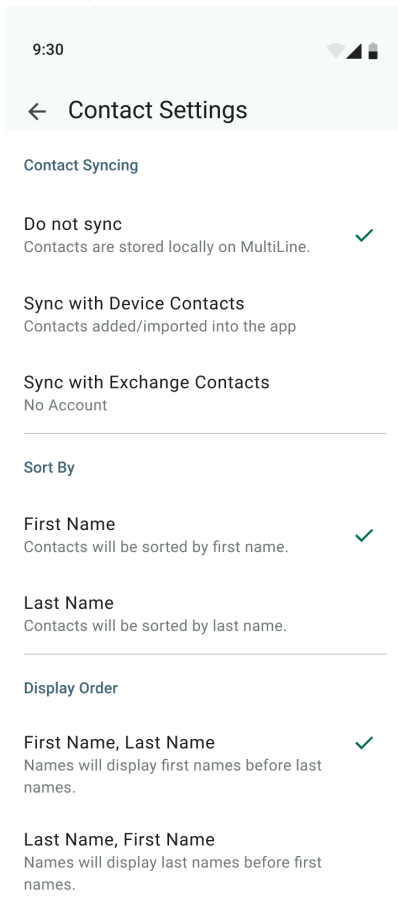 9:30
Contact Settings
Contact Syncing
Do not sync
Contacts are stored locally on MultiLine.
Sync with Device Contacts
Contacts added/imported into the app
Sync with Exchange Contacts
No Account
Sort By
First Name
Contacts will be sorted by first name.
Last Name
Contacts will be sorted by last name.
Display Order
First Name, Last Name
Names will display first names before last
names.
Last Name, First Name
Names will display last names before first
names.